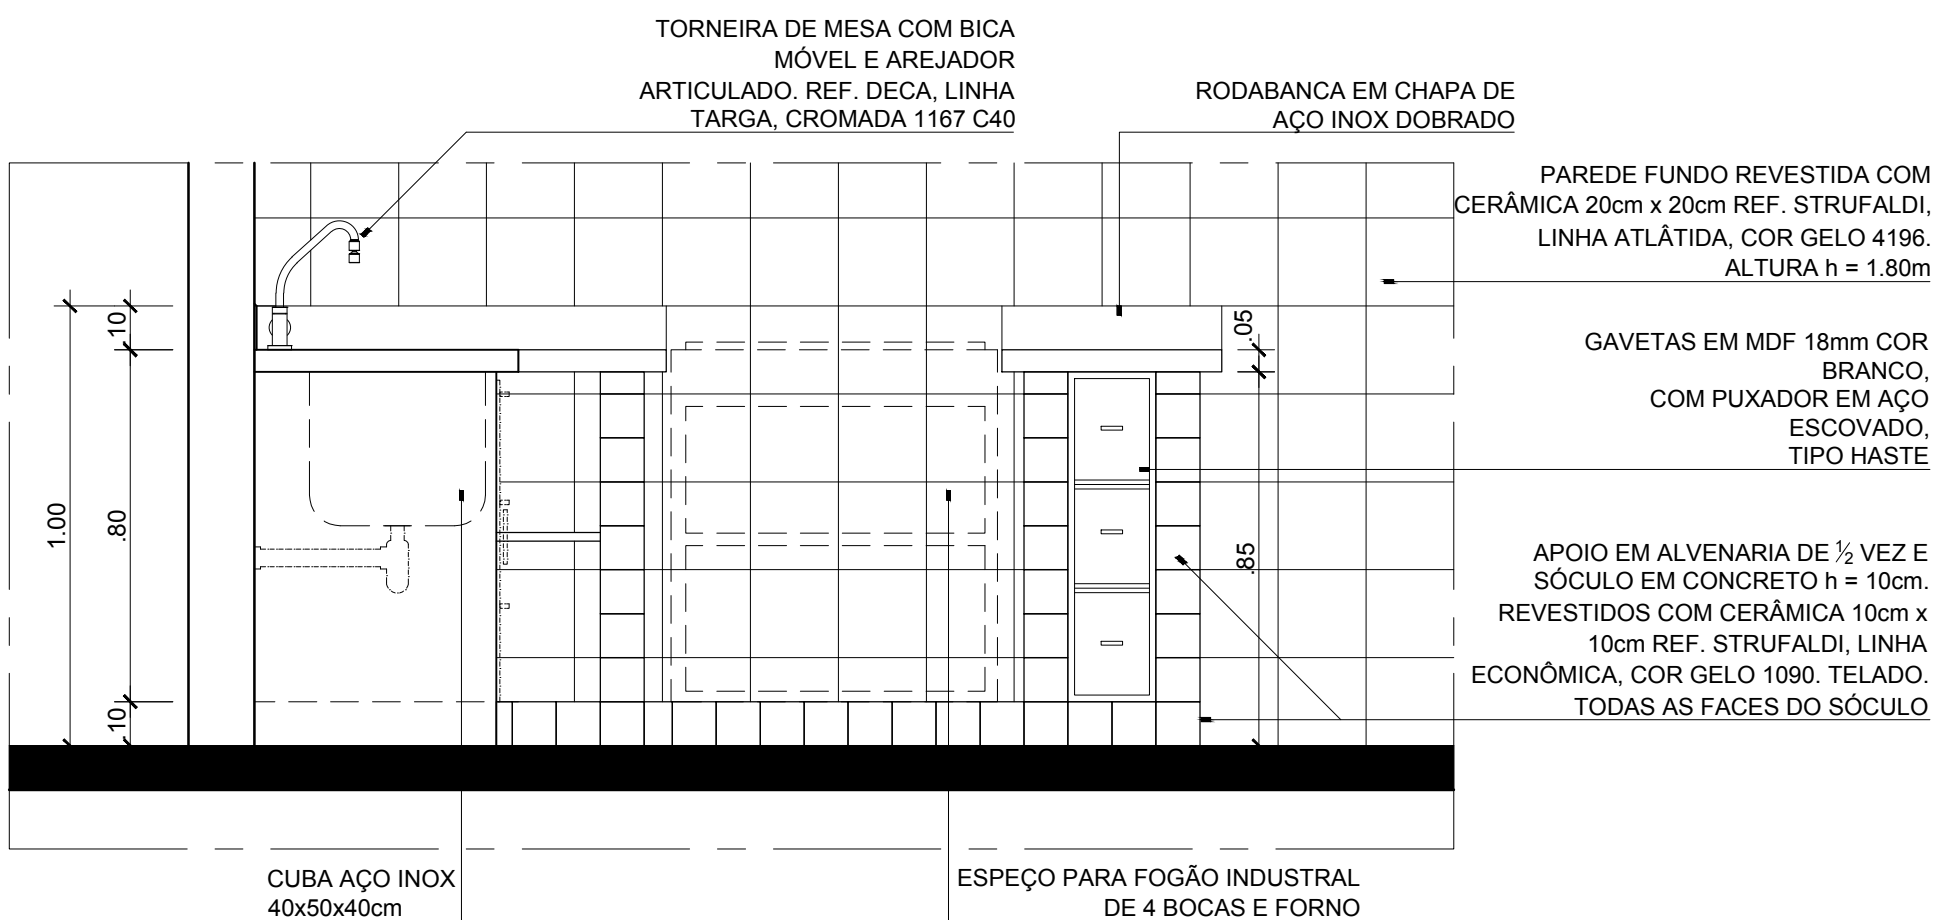 TORNEIRA DE MESA COM BICA
MÓVEL E AREJADOR
ARTICULADO. REF. DECA, LINHA
TARGA, CROMADA 1167 C40
RODABANCA EM CHAPA DE
AÇO INOX DOBRADO
PAREDE FUNDO REVESTIDA COM
CERÂMICA 20cm x 20cm REF. STRUFALDI,
LINHA ATLÂTIDA, COR GELO 4196.
ALTURA h = 1.80m
GAVETAS EM MDF 18mm COR
BRANCO,
COM PUXADOR EM AÇO
ESCOVADO,
TIPO HASTE
APOIO EM ALVENARIA DE ½ VEZ E
SÓCULO EM CONCRETO h = 10cm.
REVESTIDOS COM CERÂMICA 10cm x
10cm REF. STRUFALDI, LINHA
ECONÔMICA, COR GELO 1090. TELADO.
TODAS AS FACES DO SÓCULO
1.00
.10
.80
.10
.05
.85
CUBA AÇO INOX
40x50x40cm
ESPEÇO PARA FOGÃO INDUSTRAL
DE 4 BOCAS E FORNO